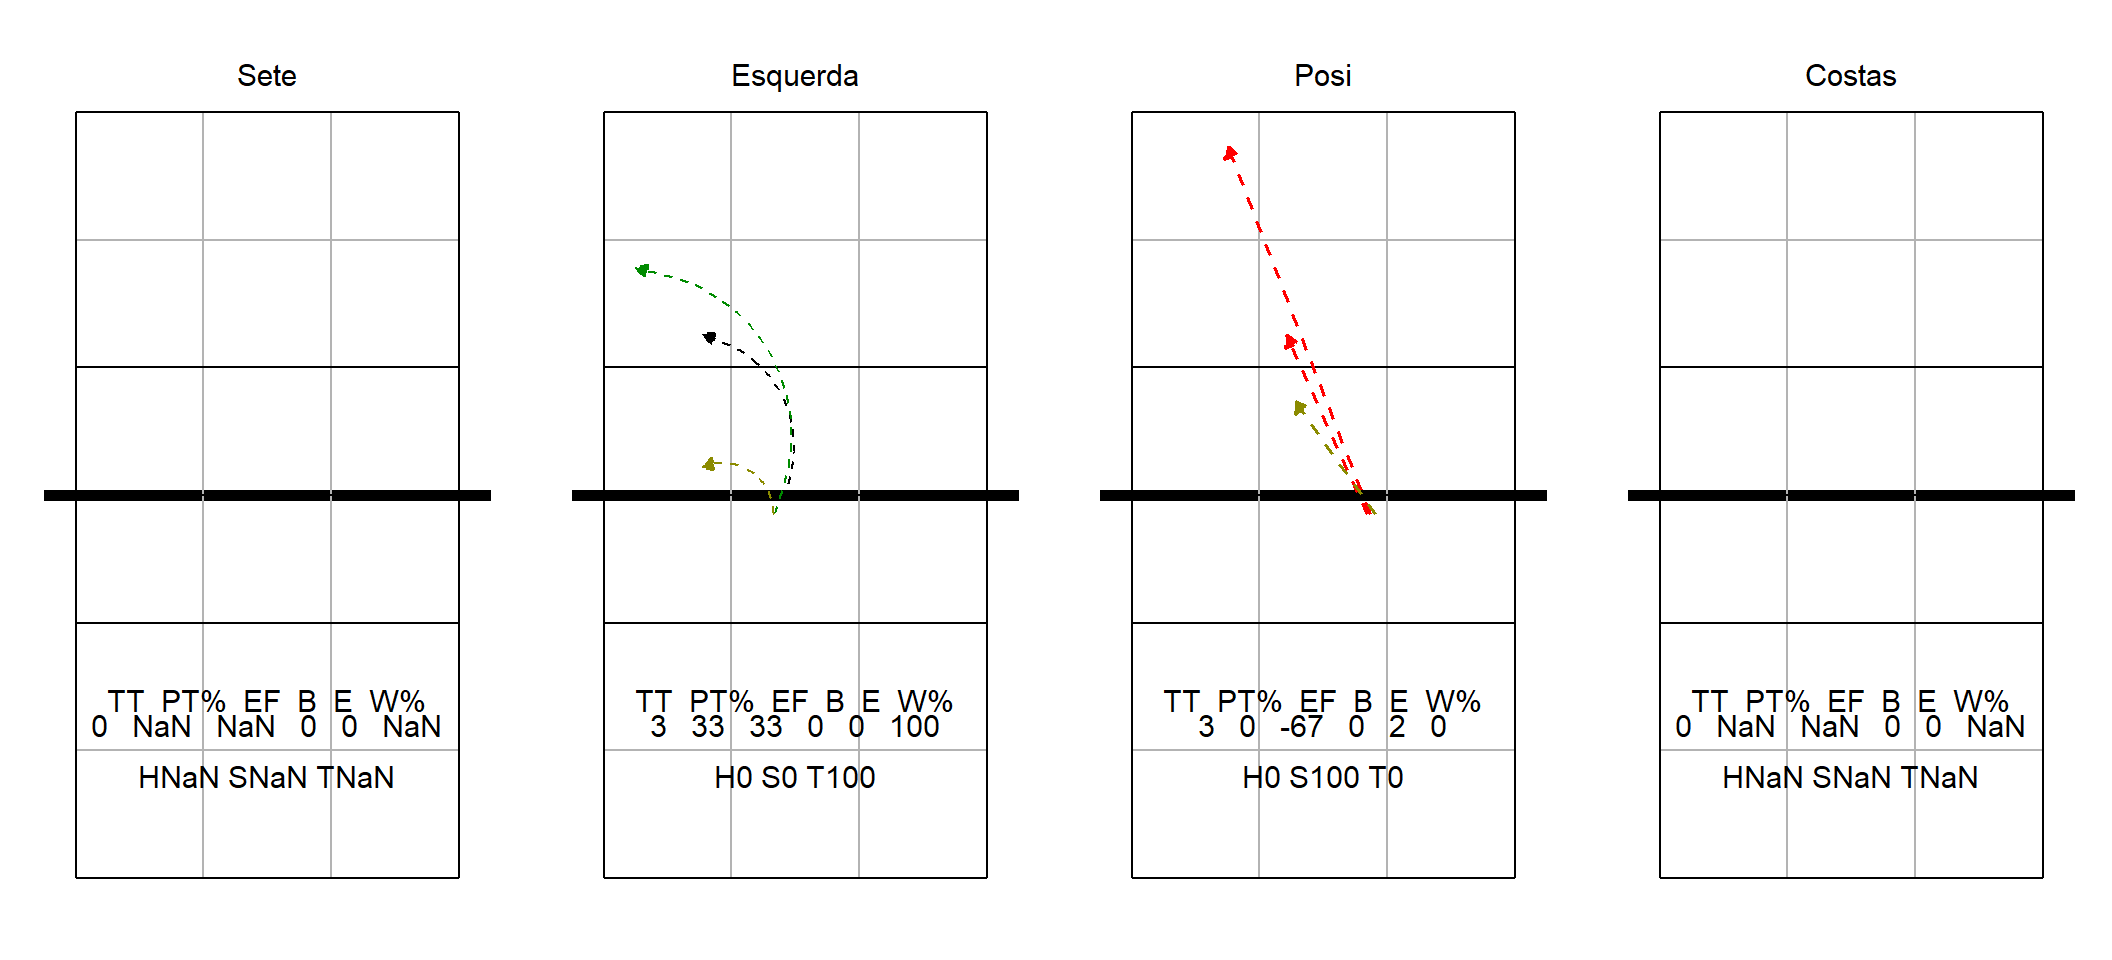 Sete
TT PT% EF B E W%
0 NaN NaN 0 0 NaN
HNaN SNaN TNaN
Esquerda
TT PT% EF B E W%
3 33 33 0 0 100
H0 S0 T100
Posi
TT PT% EF B E W%
3 0 -67 0 2 0
H0 S100 T0
Costas
TT PT% EF B E W%
0 NaN NaN 0 0 NaN
HNaN SNaN TNaN